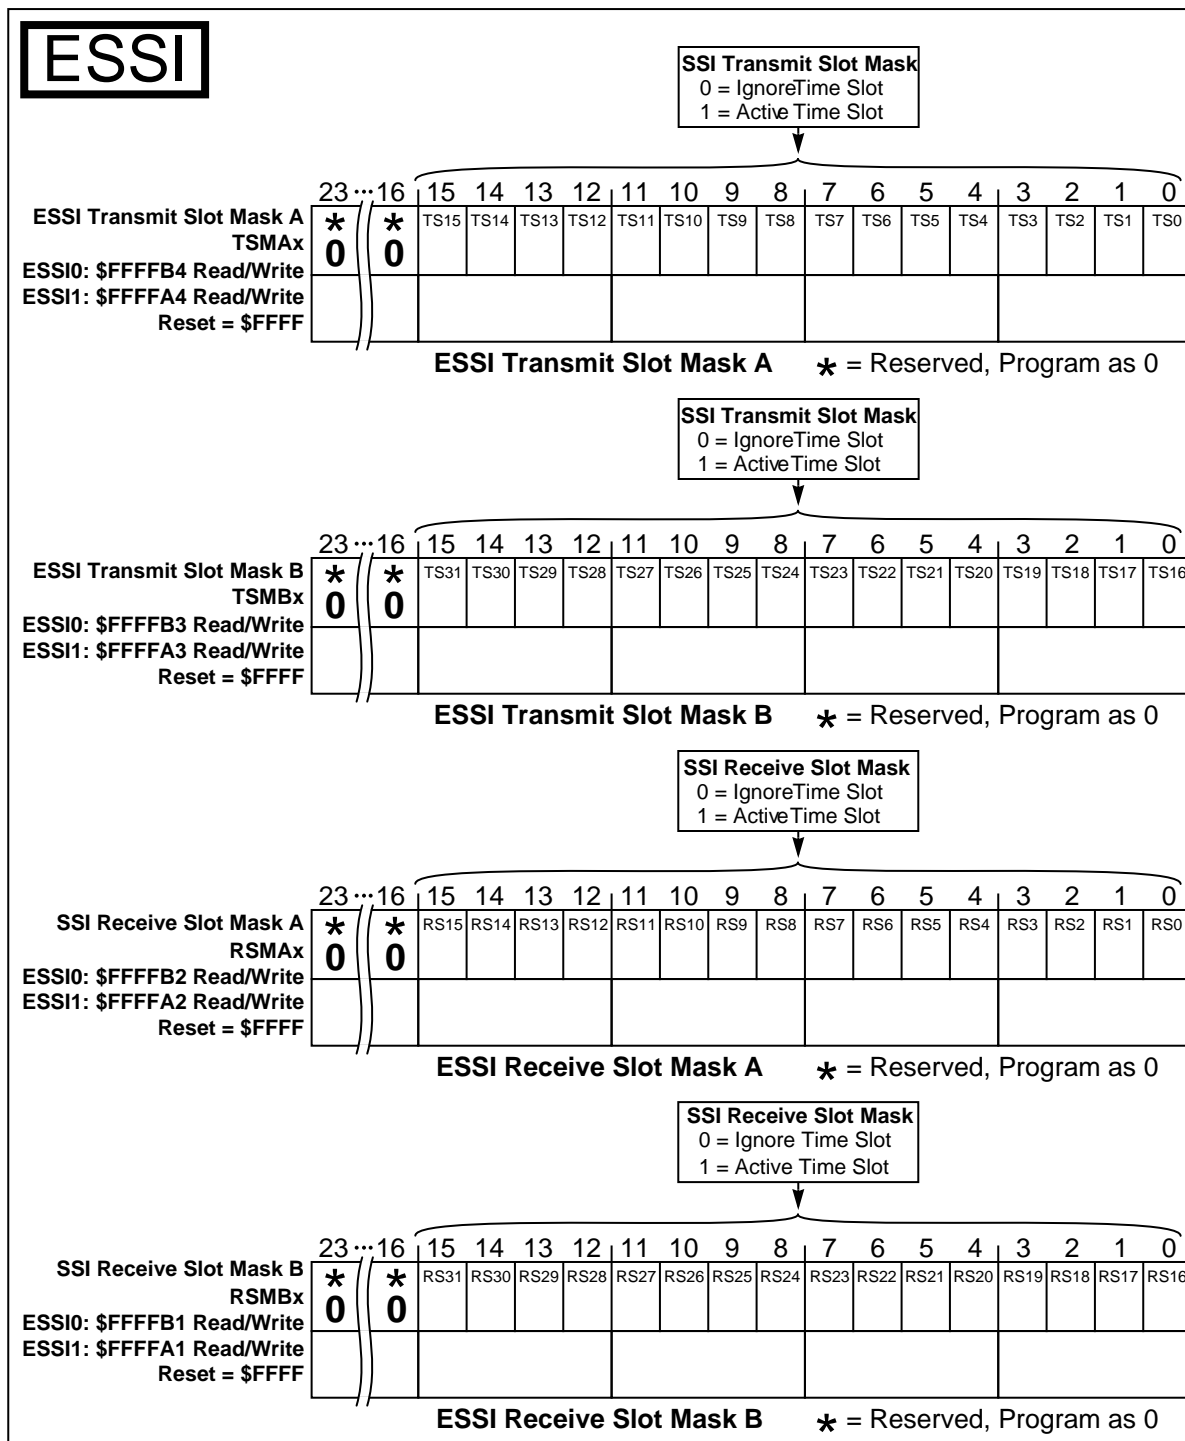 ESSI
SSI Transmit Slot Mask
0 = IgnoreTime Slot
1 = Active Time Slot
23 ··· 16 15 14 13 12 11 10 9 8 7 6 5 4 3 2 1 0
ESSI Transmit Slot Mask A
TSMAx
ESSI0: $FFFFB4 Read/Write
ESSI1: $FFFFA4 Read/Write
Reset = $FFFF
* * TS15 TS14 TS13 TS12 TS11 TS10 TS9 TS8 TS7 TS6 TS5 TS4 TS3 TS2 TS1 TS0
0 0
ESSI Transmit Slot Mask A * = Reserved, Program as 0
SSI Transmit Slot Mask
0 = IgnoreTime Slot
1 = ActiveTime Slot
23 ··· 16 15 14 13 12 11 10 9 8 7 6 5 4 3 2 1 0
ESSI Transmit Slot Mask B
TSMBx
ESSI0: $FFFFB3 Read/Write
ESSI1: $FFFFA3 Read/Write
Reset = $FFFF
* * TS31 TS30 TS29 TS28 TS27 TS26 TS25 TS24 TS23 TS22 TS21 TS20 TS19 TS18 TS17 TS16
0 0
ESSI Transmit Slot Mask B * = Reserved, Program as 0
SSI Receive Slot Mask
0 = IgnoreTime Slot
1 = ActiveTime Slot
23 ··· 16 15 14 13 12 11 10 9 8 7 6 5 4 3 2 1 0
SSI Receive Slot Mask A
RSMAx
ESSI0: $FFFFB2 Read/Write
ESSI1: $FFFFA2 Read/Write
Reset = $FFFF
* * RS15 RS14 RS13 RS12 RS11 RS10 RS9 RS8 RS7 RS6 RS5 RS4 RS3 RS2 RS1 RS0
0 0
ESSI Receive Slot Mask A * = Reserved, Program as 0
SSI Receive Slot Mask
0 = Ignore Time Slot
1 = Active Time Slot
23 ··· 16 15 14 13 12 11 10 9 8 7 6 5 4 3 2 1 0
SSI Receive Slot Mask B
RSMBx
ESSI0: $FFFFB1 Read/Write
ESSI1: $FFFFA1 Read/Write
Reset = $FFFF
* * RS31 RS30 RS29 RS28 RS27 RS26 RS25 RS24 RS23 RS22 RS21 RS20 RS19 RS18 RS17 RS16
0 0
ESSI Receive Slot Mask B * = Reserved, Program as 0